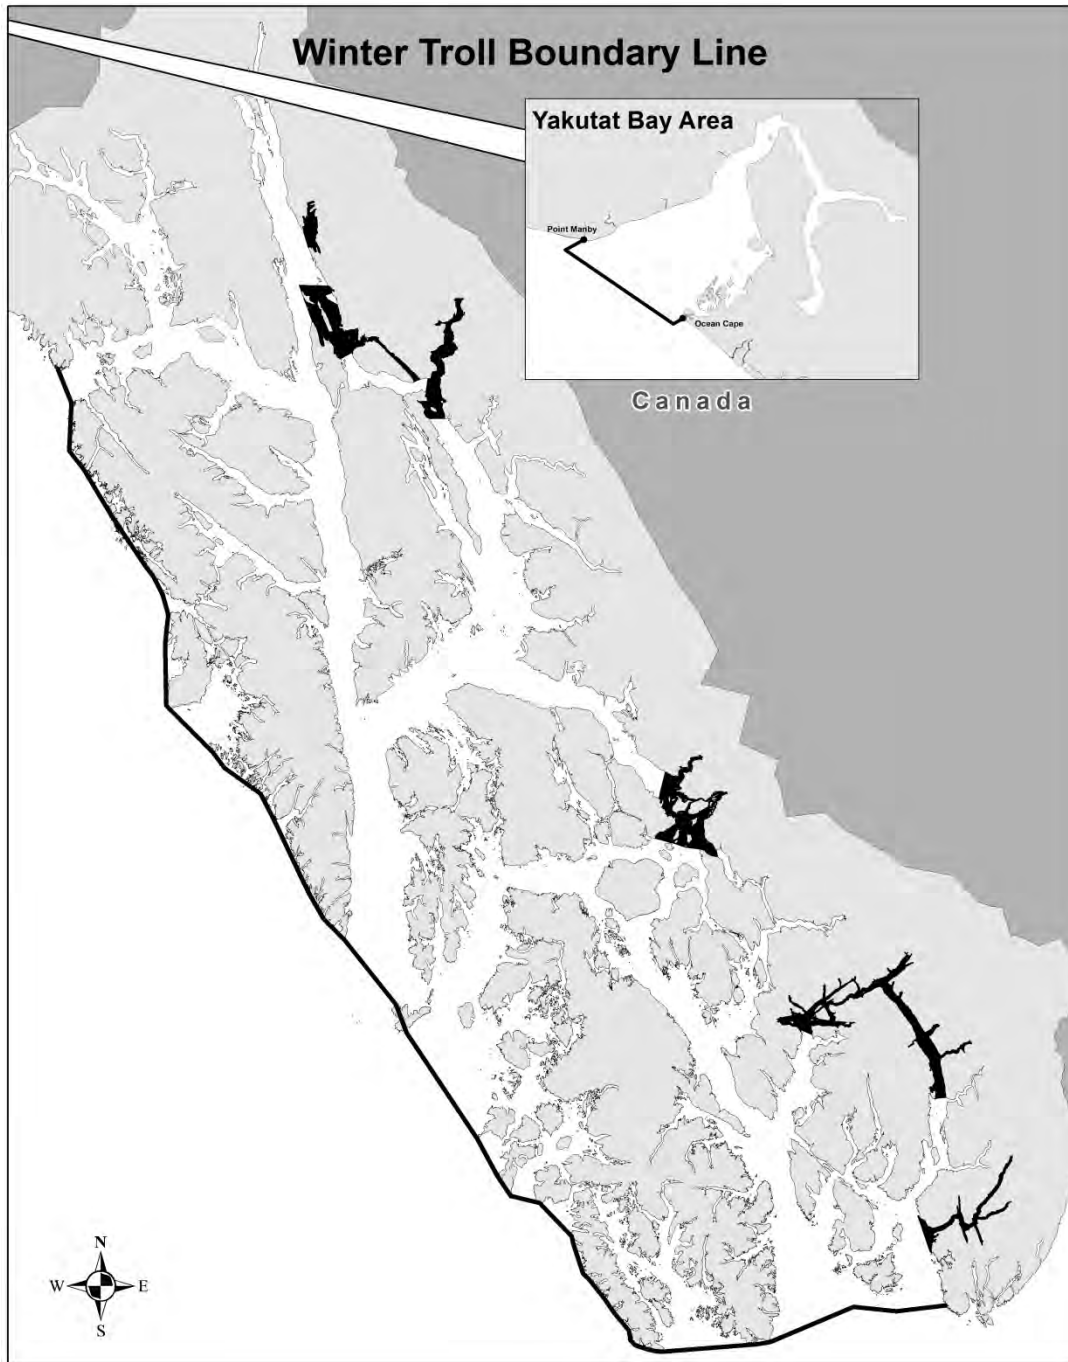 Winter Troll Boundary Line
Yakutat Bay Area
Point Manby
Ocean Cape
Canada
N
W E
S